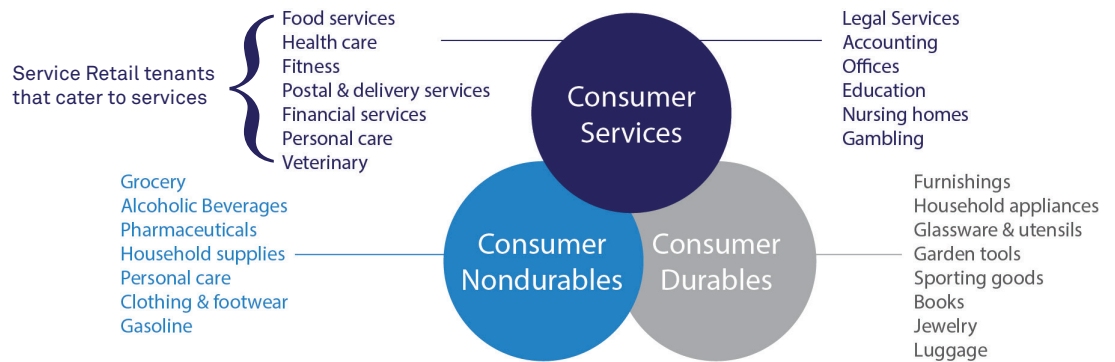 Service Retail tenants
that cater to services
Food services
Health care
Fitness
Postal & delivery services
Financial services
Personal care
Veterinary
Consumer
Services
Legal Services
Accounting
Offices
Education
Nursing homes
Gambling
Grocery
Alcoholic Beverages
Pharmaceuticals
Household supplies
Personal care
Clothing & footwear
Gasoline
Consumer
Nondurables
Consumer
Durables
Furnishings
Household appliances
Glassware & utensils
Garden tools
Sporting goods
Books
Jewelry
Luggage